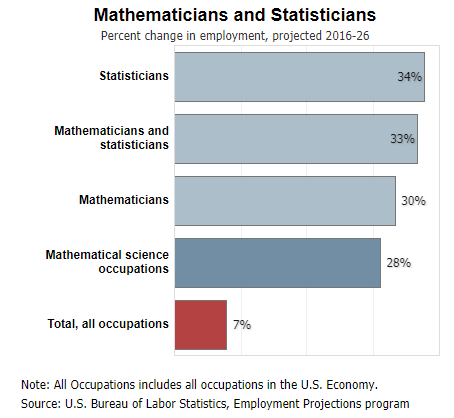 Mathematicians and Statisticians
Percent change in employment, projected 2016-26
Statisticians
34%
Mathematicians and
statisticians
33%
Mathematicians
30%
Mathematical science
occupations
28%
Total, all occupations
7%
Note: All Occupations includes all occupations in the U.S. Economy.
Source: U.S. Bureau of Labor Statistics, Employment Projections program